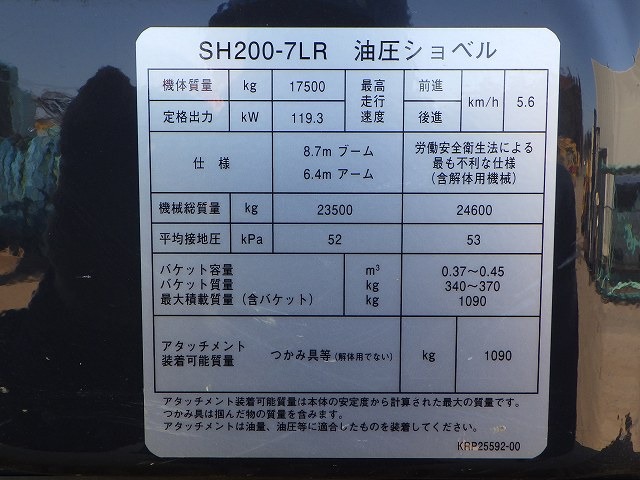 SH200-7LR 油圧ショベル
機体質量 kg 17500 最高走行速度 前進 km/h 5.6
定格出力 kW 119.3 後進
仕様 8.7m ブーム 労働安全衛生法による
6.4m アーム 最も不利な仕様
(含解体用機械)
機械総質量 kg 23500 24600
平均接地圧 kPa 52 53
バケット容量 m³ 0.37～0.45
バケット質量 kg 340～370
最大積載質量(含バケット) kg 1090
アタッチメント
装着可能質量 つかみ具等(解体用でない) kg 1090
アタッチメント装着可能質量は本体の安定度から計算された最大の質量です。
つかみ具は掴んだ物の質量を含みます。
アタッチメントは油量、油圧等に適合したものを装着してください。
KRP25592-00